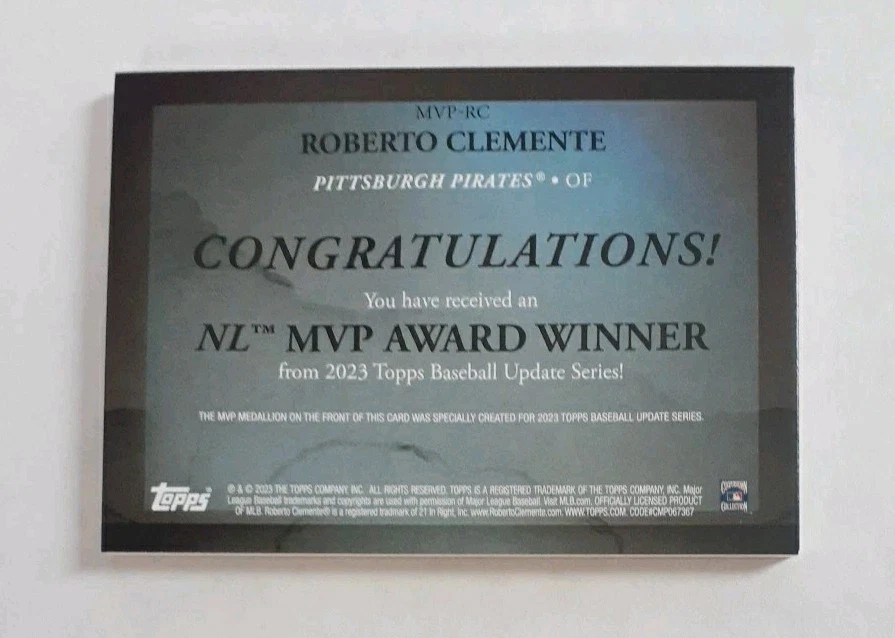 MVP-RC
ROBERTO CLEMENTE
PITTSBURGH PIRATES® • OF
CONGRATULATIONS!
You have received an
NL™ MVP AWARD WINNER
from 2023 Topps Baseball Update Series!
THE MVP MEDALLION ON THE FRONT OF THIS CARD WAS SPECIALLY CREATED FOR 2023 TOPPS BASEBALL UPDATE SERIES.
Topps
® & © 2023 THE TOPPS COMPANY, INC. ALL RIGHTS RESERVED. TOPPS IS A REGISTERED TRADEMARK OF THE TOPPS COMPANY, INC. Major
League Baseball trademarks and copyrights are used with permission of Major League Baseball. Visit MLB.com. OFFICIALLY LICENSED PRODUCT
OF MLB. Roberto Clemente® is a registered tradmark of 21 In Right, Inc. www.RobertoClemente.com. WWW.TOPPS.COM. CODE#CMP067367
COOPERSTOWN
COLLECTION